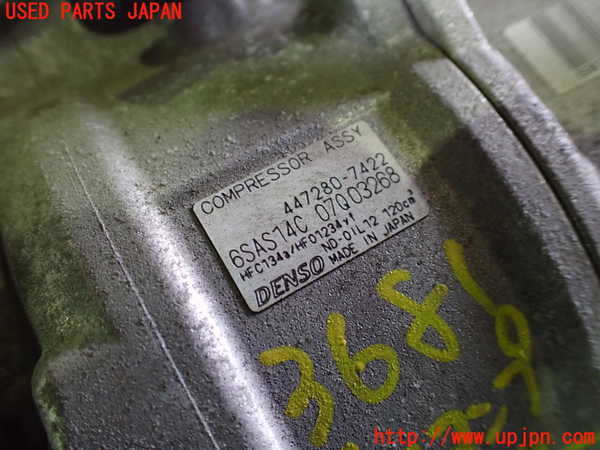 USED PARTS JAPAN
COMPRESSOR ASSY
447280-7422
6SAS14C 07Q03268
HFC134a/HFO1234yf
ND-OIL12 120cm³
DENSO MADE IN JAPAN
3686
http://www.upjpn.com/